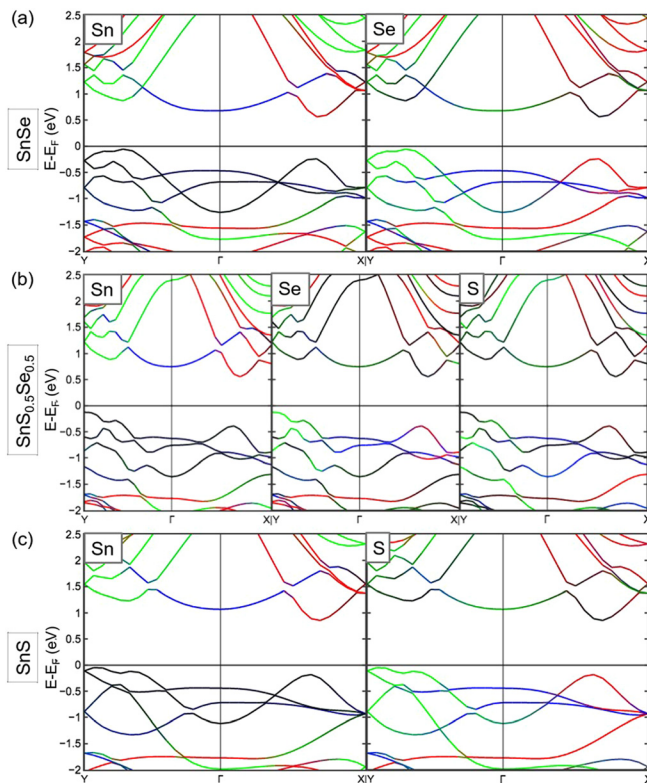 (a)
Sn
Se
SnSe
E-E_F (eV)
2.5
2
1.5
1
0.5
0
−0.5
−1
−1.5
−2
Y Γ X|Y Γ X
(b)
Sn
Se
S
SnS0.5Se0.5
E-E_F (eV)
2.5
2
1.5
1
0.5
0
−0.5
−1
−1.5
−2
Y Γ X|Y Γ X|Y Γ X
(c)
Sn
S
SnS
E-E_F (eV)
2.5
2
1.5
1
0.5
0
−0.5
−1
−1.5
−2
Y Γ X|Y Γ X